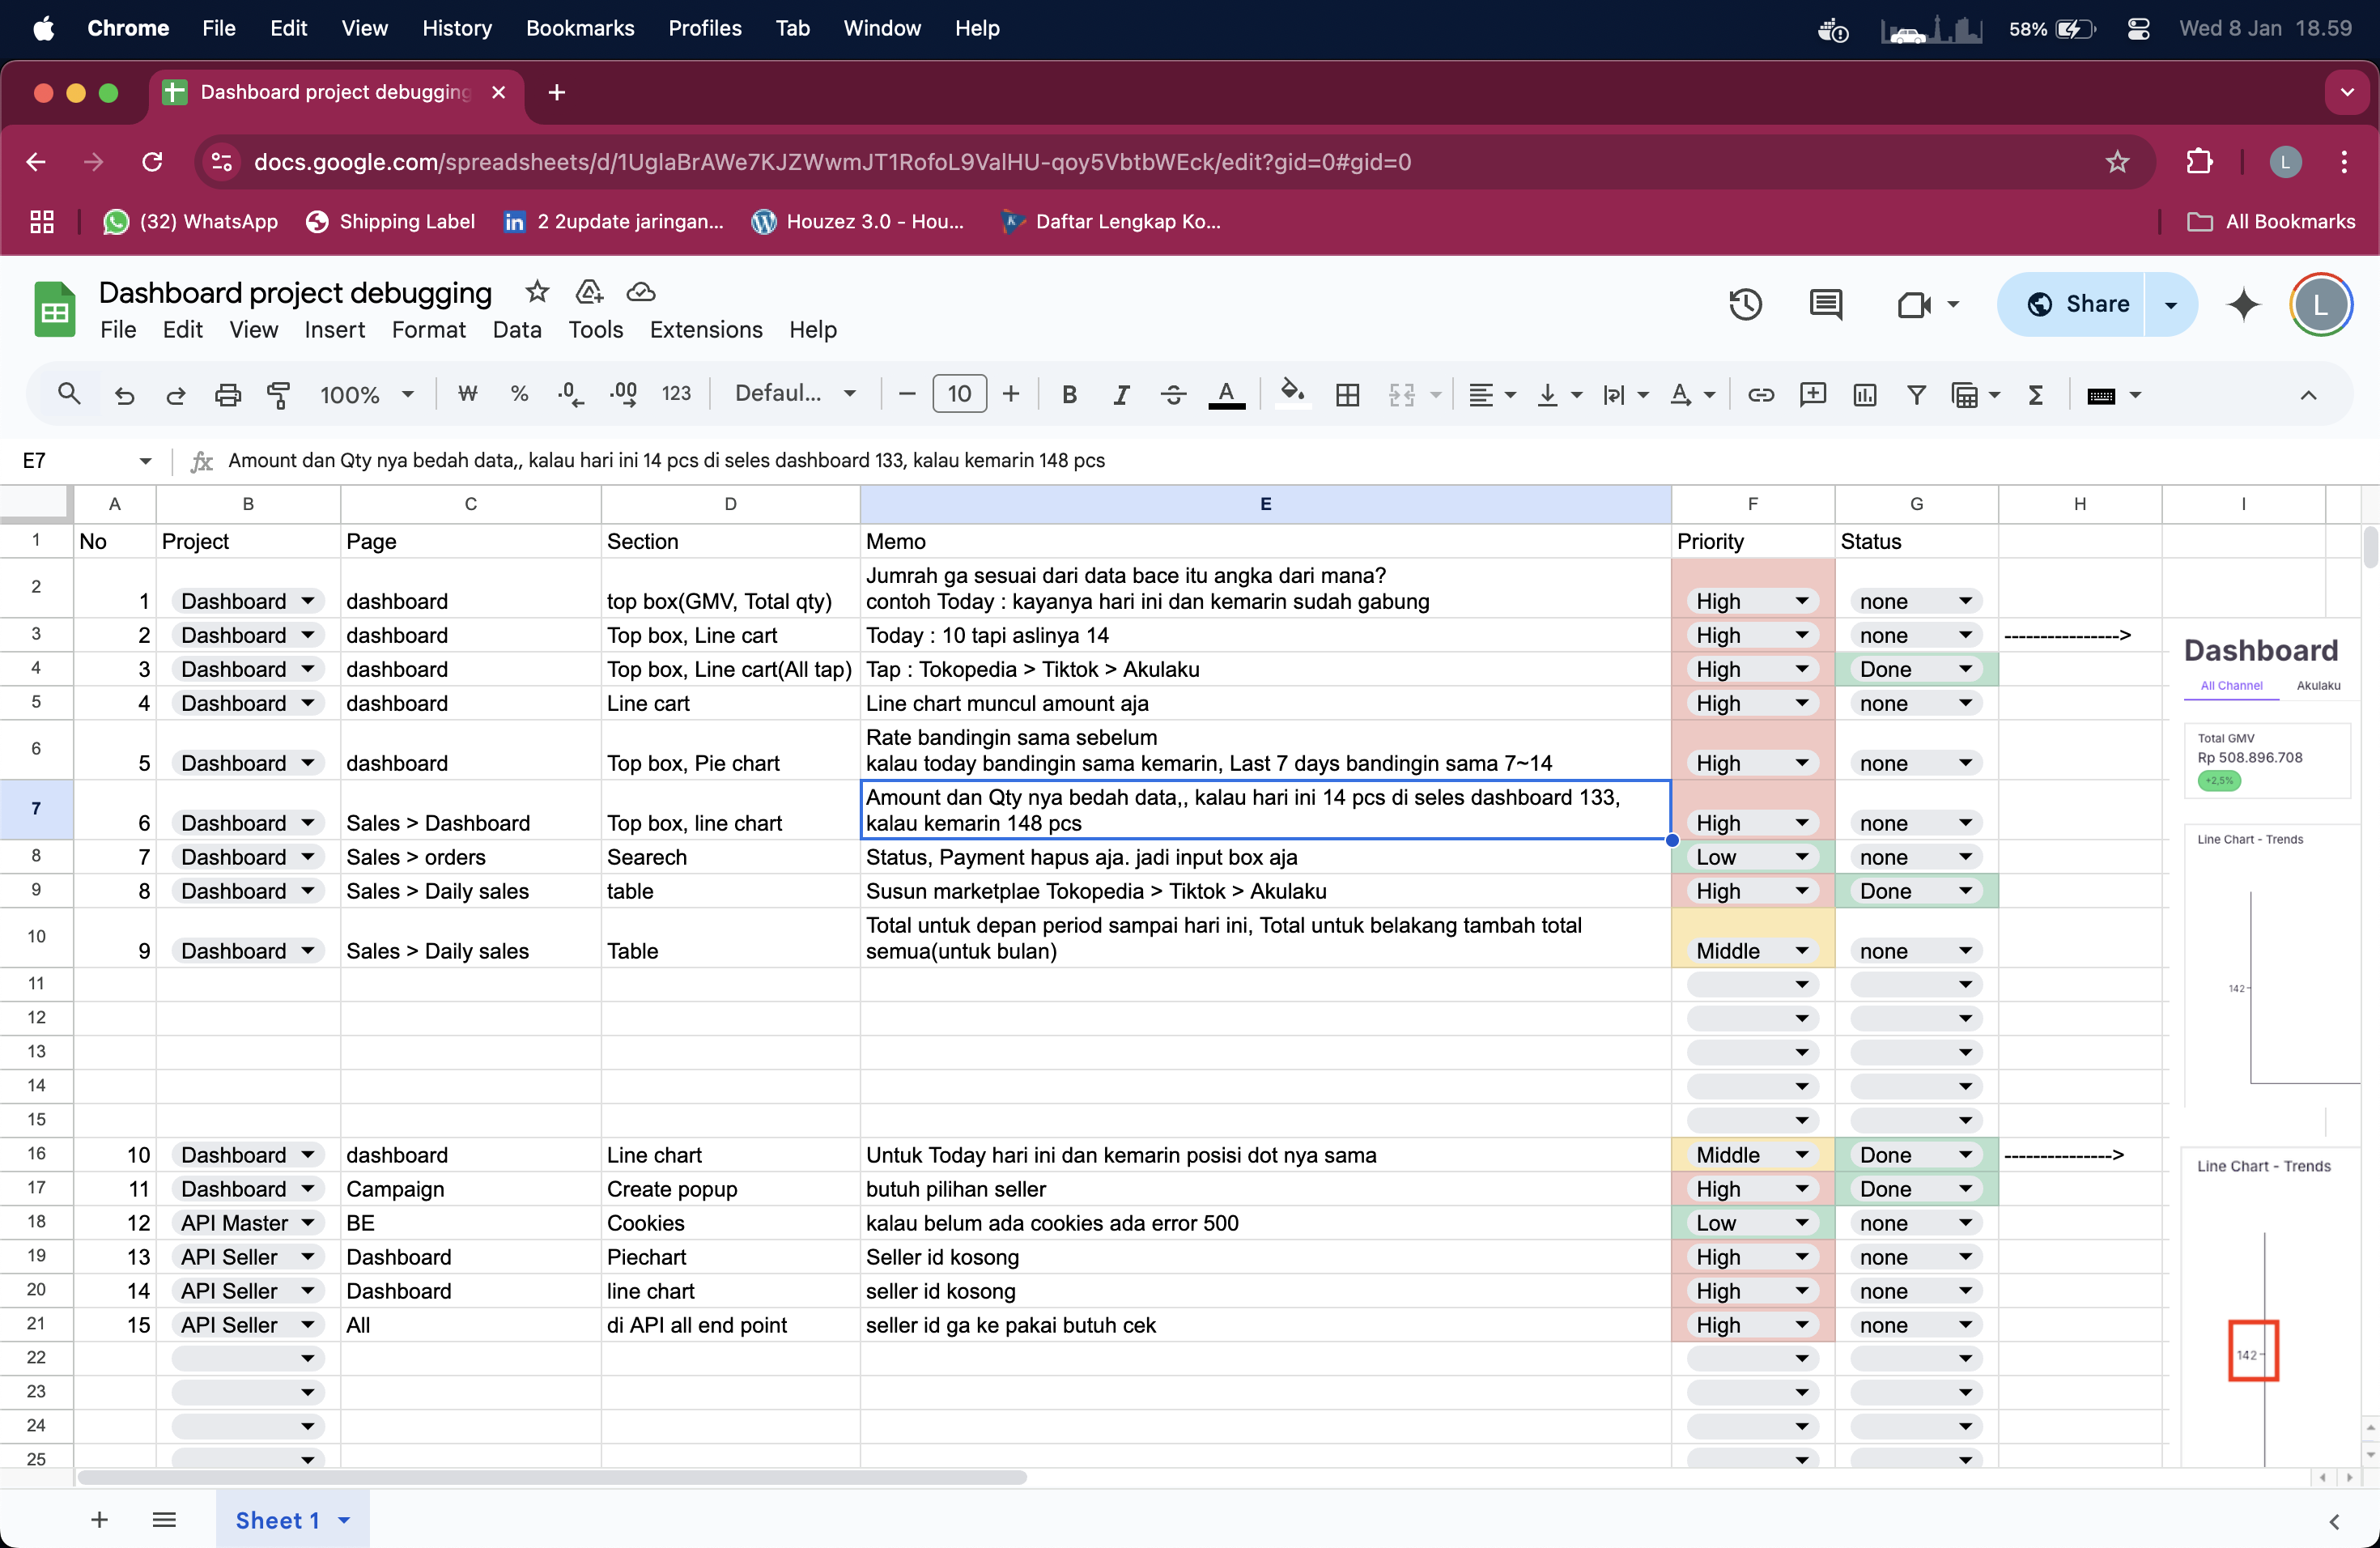 Chrome File Edit View History Bookmarks Profiles Tab Window Help 58% Wed 8 Jan 18.59
Dashboard project debugging
docs.google.com/spreadsheets/d/1UglaBrAWe7KJZWwmJT1RofoL9ValHU-qoy5VbtbWEck/edit?gid=0#gid=0 L
(32) WhatsApp Shipping Label 2 2update jaringan... Houzez 3.0 - Hou... Daftar Lengkap Ko... All Bookmarks
Dashboard project debugging
File Edit View Insert Format Data Tools Extensions Help Share L
100% ₩ % .0 .00 123 Defaul... 10 B I A
E7 fx Amount dan Qty nya bedah data,, kalau hari ini 14 pcs di seles dashboard 133, kalau kemarin 148 pcs
A B C D E F G H I
1 No Project Page Section Memo Priority Status
2 1 Dashboard dashboard top box(GMV, Total qty) Jumrah ga sesuai dari data bace itu angka dari mana?
contoh Today : kayanya hari ini dan kemarin sudah gabung High none
3 2 Dashboard dashboard Top box, Line cart Today : 10 tapi aslinya 14 High none ---------------->
4 3 Dashboard dashboard Top box, Line cart(All tap) Tap : Tokopedia > Tiktok > Akulaku High Done
5 4 Dashboard dashboard Line cart Line chart muncul amount aja High none
6 5 Dashboard dashboard Top box, Pie chart Rate bandingin sama sebelum
kalau today bandingin sama kemarin, Last 7 days bandingin sama 7~14 High none
7 6 Dashboard Sales > Dashboard Top box, line chart Amount dan Qty nya bedah data,, kalau hari ini 14 pcs di seles dashboard 133,
kalau kemarin 148 pcs High none
8 7 Dashboard Sales > orders Searech Status, Payment hapus aja. jadi input box aja Low none
9 8 Dashboard Sales > Daily sales table Susun marketplae Tokopedia > Tiktok > Akulaku High Done
10 9 Dashboard Sales > Daily sales Table Total untuk depan period sampai hari ini, Total untuk belakang tambah total
semua(untuk bulan) Middle none
11
12
13
14
15
16 10 Dashboard dashboard Line chart Untuk Today hari ini dan kemarin posisi dot nya sama Middle Done --------------->
17 11 Dashboard Campaign Create popup butuh pilihan seller High Done
18 12 API Master BE Cookies kalau belum ada cookies ada error 500 Low none
19 13 API Seller Dashboard Piechart Seller id kosong High none
20 14 API Seller Dashboard line chart seller id kosong High none
21 15 API Seller All di API all end point seller id ga ke pakai butuh cek High none
22
23
24
25
Dashboard
All Channel Akulaku
Total GMV
Rp 508.896.708
+2,5%
Line Chart - Trends
142
Line Chart - Trends
142
Sheet 1